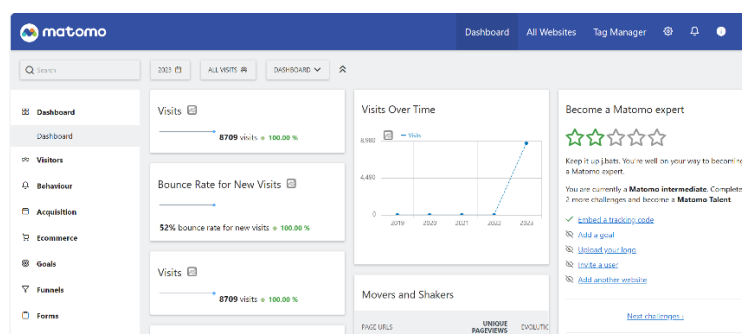 matomo
Dashboard
All Websites
Tag Manager
Search
2023
ALL VISITS
DASHBOARD
Dashboard
Dashboard
Visitors
Behaviour
Acquisition
Ecommerce
Goals
Funnels
Forms
Visits
8709 visits 100.00 %
Bounce Rate for New Visits
52% bounce rate for new visits 100.00 %
Visits
8709 visits 100.00 %
Visits Over Time
Visits
8,980
4,490
0
2019 2020 2021 2022 2023
Movers and Shakers
PAGE URLS
UNIQUE
PAGEVIEWS
EVOLUTIC
Become a Matomo expert
Keep it up j.bats. You're well on your way to becoming
a Matomo expert.
You are currently a Matomo intermediate. Complete
2 more challenges and become a Matomo Talent
Embed a tracking code
Add a goal
Upload your logo
Invite a user
Add another website
Next challenges ›